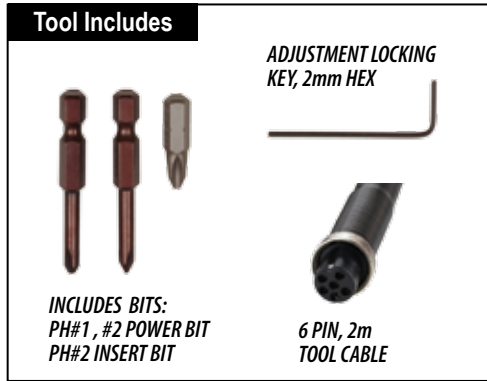 Tool Includes
ADJUSTMENT LOCKING
KEY, 2mm HEX
INCLUDES BITS:
PH#1 , #2 POWER BIT
PH#2 INSERT BIT
6 PIN, 2m
TOOL CABLE